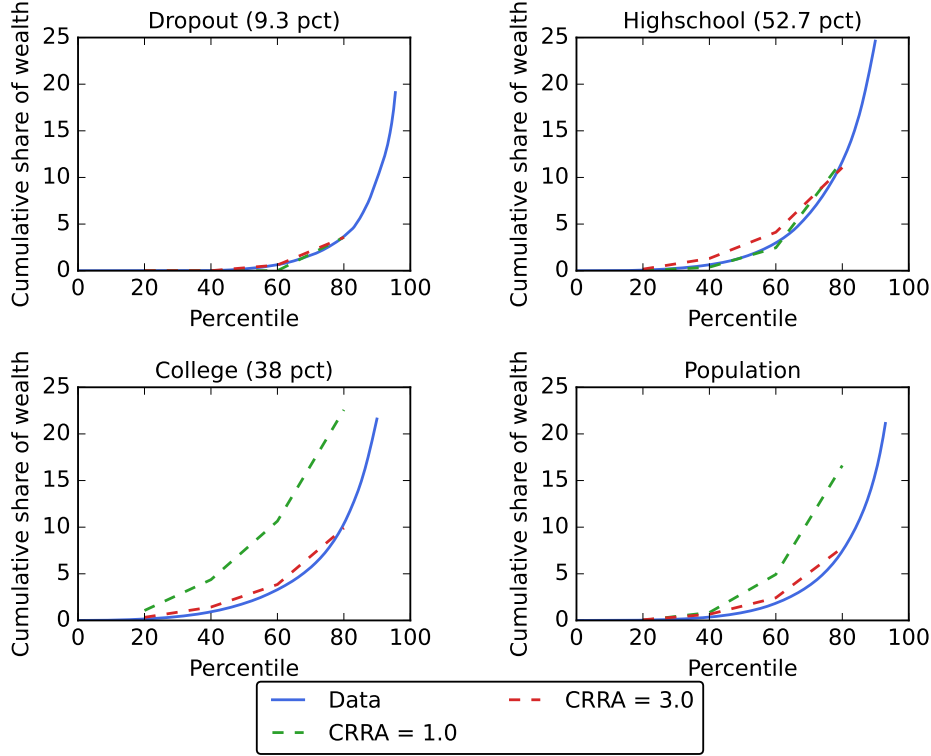 Dropout (9.3 pct)
Cumulative share of wealth
25
20
15
10
5
0
0 20 40 60 80 100
Percentile
Highschool (52.7 pct)
Cumulative share of wealth
25
20
15
10
5
0
0 20 40 60 80 100
Percentile
College (38 pct)
Cumulative share of wealth
25
20
15
10
5
0
0 20 40 60 80 100
Percentile
Population
Cumulative share of wealth
25
20
15
10
5
0
0 20 40 60 80 100
Percentile
Data
CRRA = 1.0
CRRA = 3.0